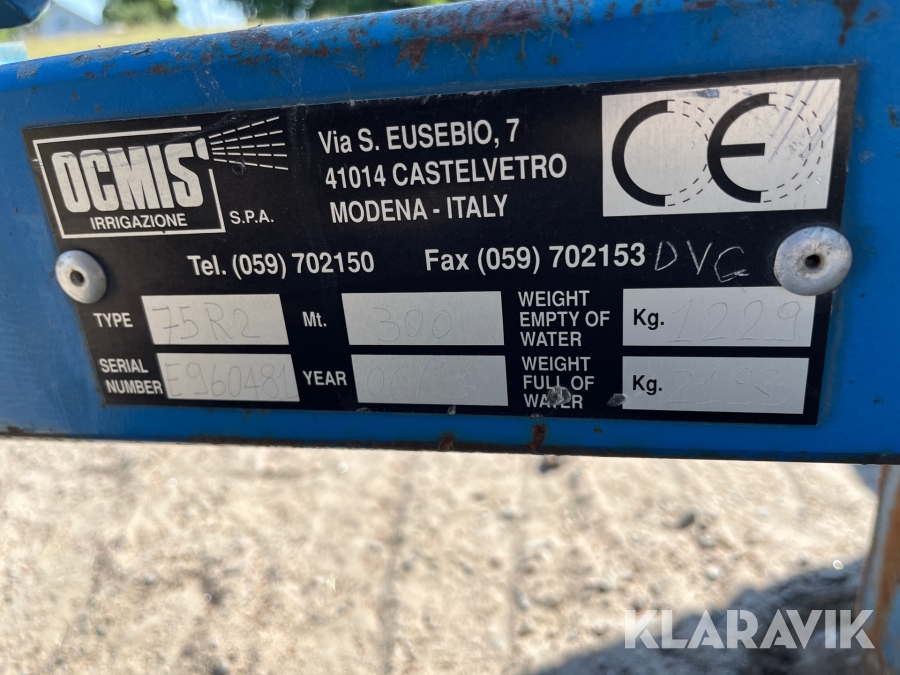 OCMIS
IRRIGAZIONE
S.P.A.
Via S. EUSEBIO, 7
41014 CASTELVETRO
MODENA - ITALY
CE
Tel. (059) 702150 Fax (059) 702153 DVG
TYPE 75R2 Mt. 300 WEIGHT EMPTY OF WATER Kg. 1229
SERIAL NUMBER E960481 YEAR WEIGHT FULL OF WATER Kg.
KLARAVIK